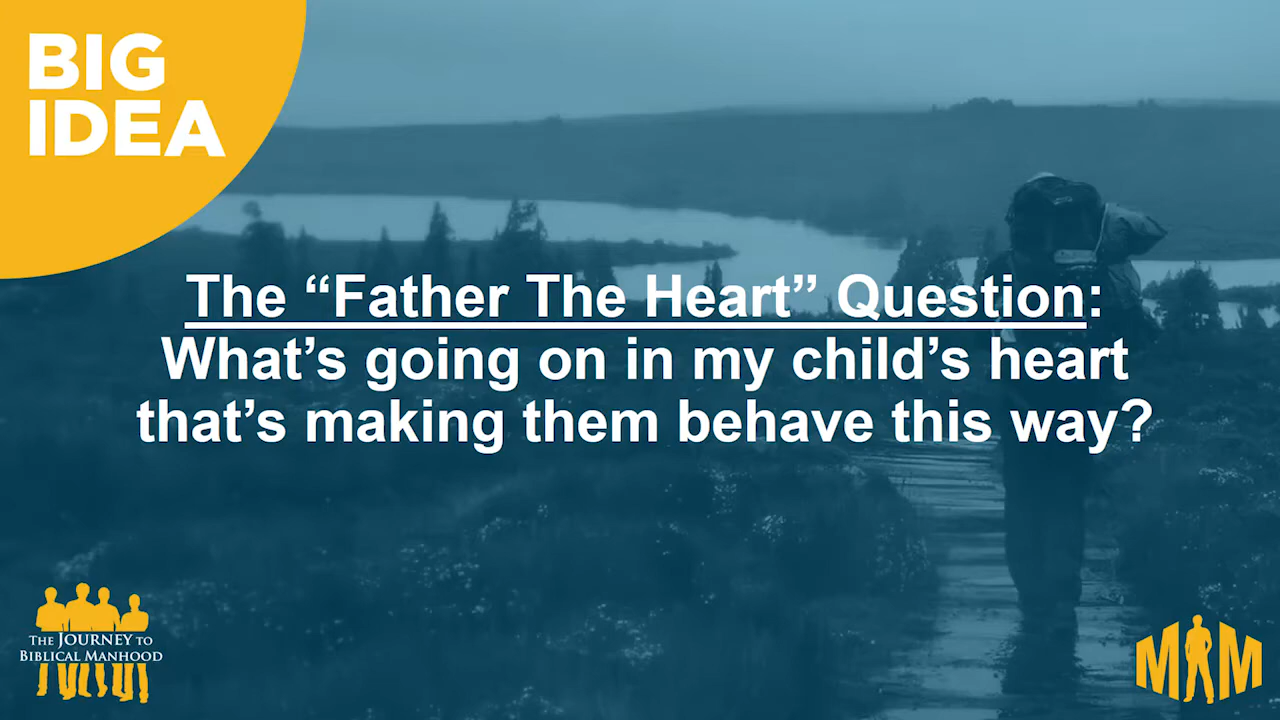 BIG
IDEA
The “Father The Heart” Question:
What’s going on in my child’s heart
that’s making them behave this way?
THE JOURNEY TO
BIBLICAL MANHOOD
MIM